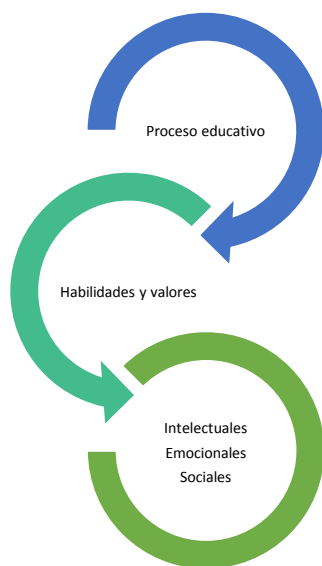 Proceso educativo
Habilidades y valores
Intelectuales
Emocionales
Sociales